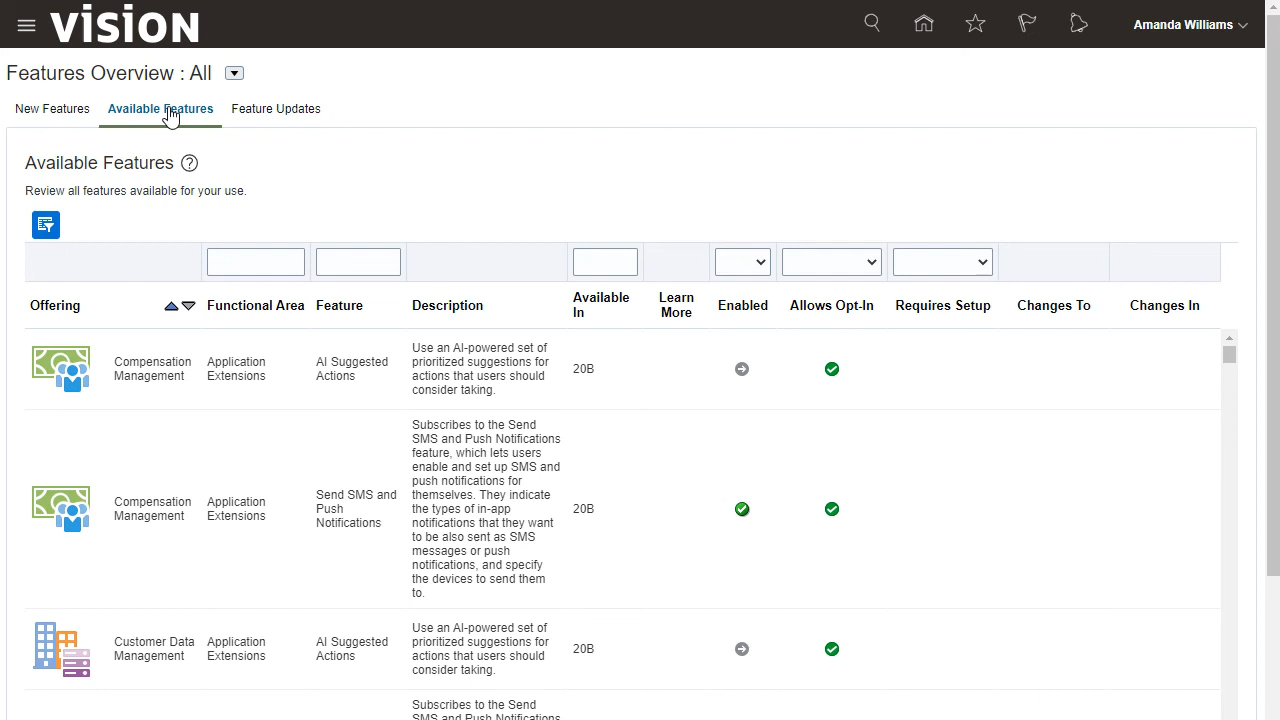 vision
Amanda Williams
Features Overview : All
New Features
Available Features
Feature Updates
Available Features ?
Review all features available for your use.
Offering
Functional Area
Feature
Description
Available
In
Learn
More
Enabled
Allows Opt-In
Requires Setup
Changes To
Changes In
Compensation
Management
Application
Extensions
AI Suggested
Actions
Use an AI-powered set of
prioritized suggestions for
actions that users should
consider taking.
20B
Compensation
Management
Application
Extensions
Send SMS and
Push
Notifications
Subscribes to the Send
SMS and Push Notifications
feature, which lets users
enable and set up SMS and
push notifications for
themselves. They indicate
the types of in-app
notifications that they want
to be also sent as SMS
messages or push
notifications, and specify
the devices to send them
to.
20B
Customer Data
Management
Application
Extensions
AI Suggested
Actions
Use an AI-powered set of
prioritized suggestions for
actions that users should
consider taking.
20B
Subscribes to the Send
SMS and Push Notifications